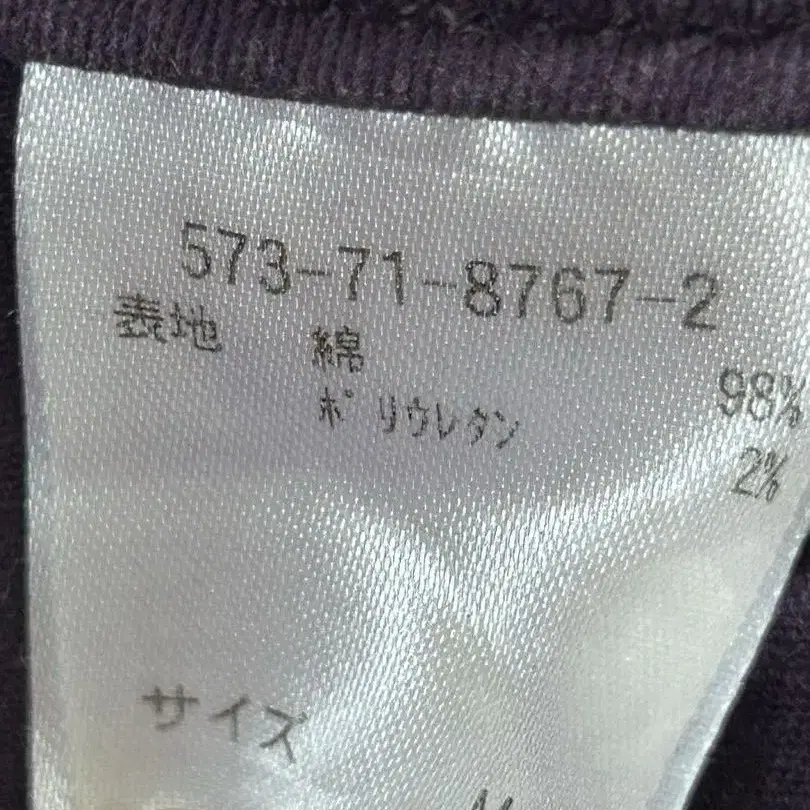 573-71-8767-2
表地 綿 98%
ポリウレタン 2%
サイズ